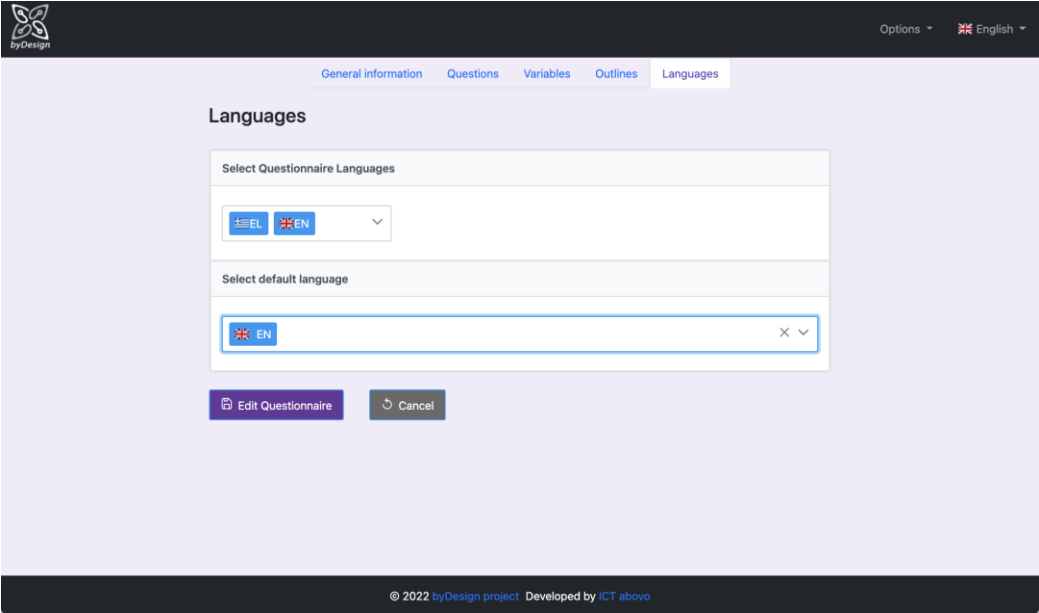 byDesign
Options
English
General information Questions Variables Outlines Languages
Languages
Select Questionnaire Languages
EL EN
Select default language
EN
Edit Questionnaire Cancel
© 2022 byDesign project Developed by ICT abovo